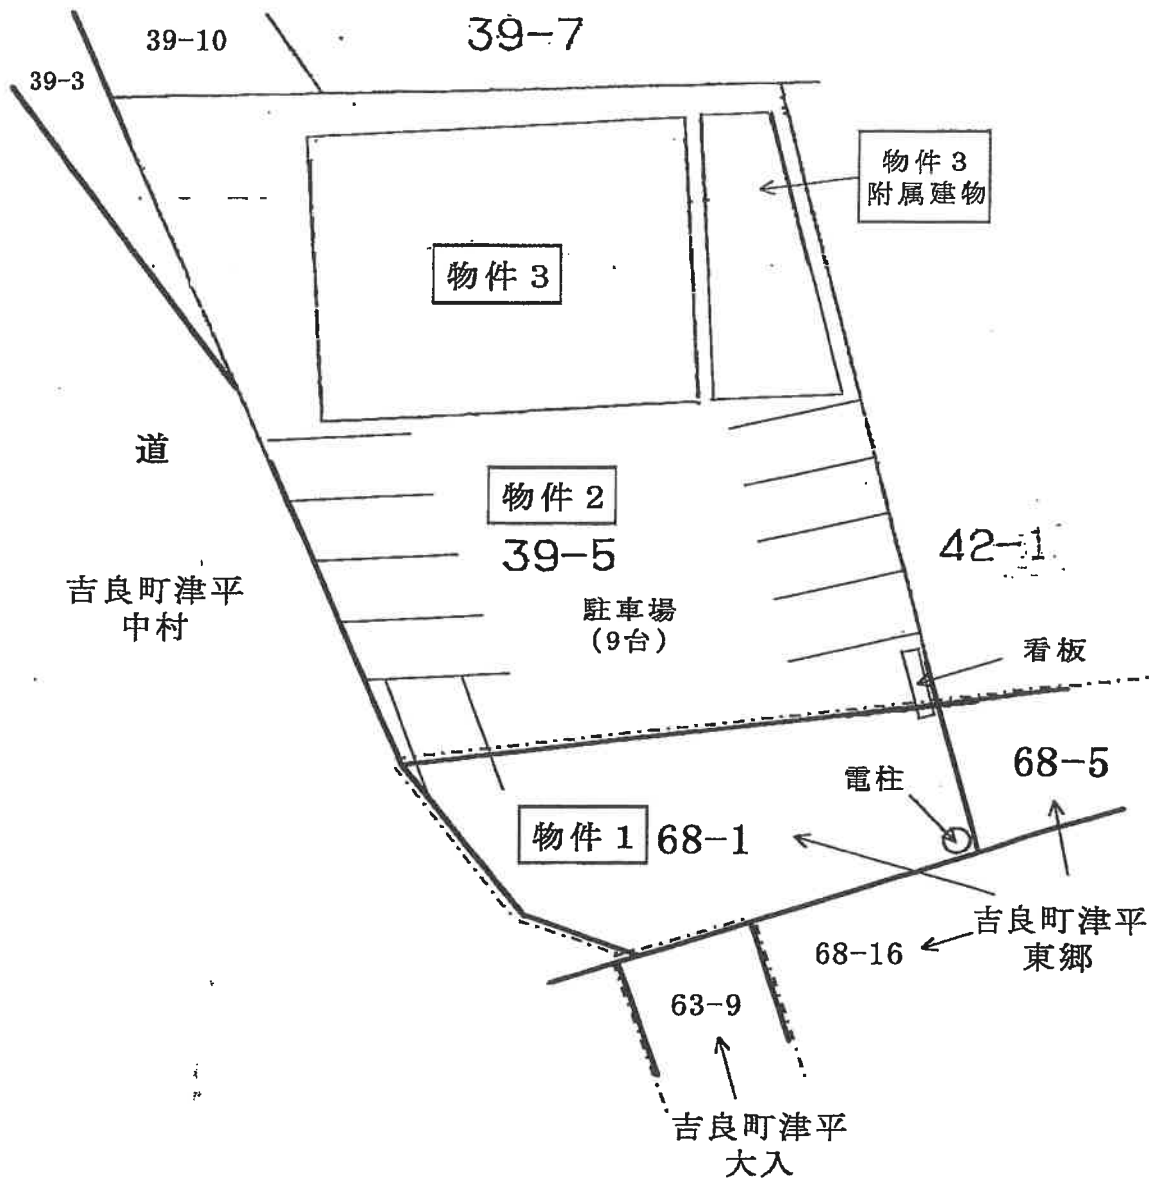 39-10
39-7
39-3
物件3
附属建物
物件3
道
物件2
39-5
42-1
吉良町津平
中村
駐車場
(9台)
看板
68-5
電柱
物件1
68-1
吉良町津平
東郷
68-16
63-9
吉良町津平
大入